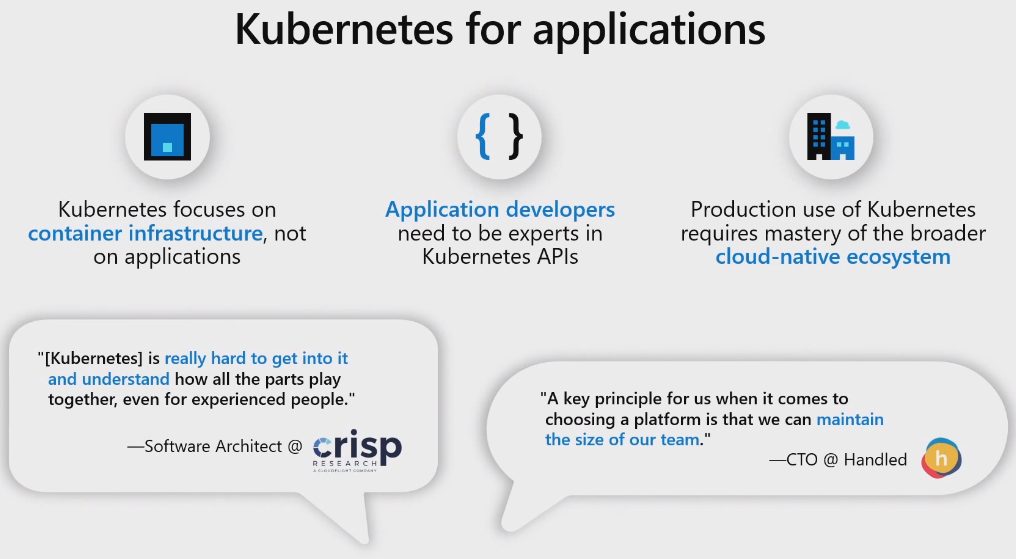 Kubernetes for applications
{ }
Kubernetes focuses on
container infrastructure, not
on applications
Application developers
need to be experts in
Kubernetes APIs
Production use of Kubernetes
requires mastery of the broader
cloud-native ecosystem
"[Kubernetes] is really hard to get into it
and understand how all the parts play
together, even for experienced people."
—Software Architect @ crisp
RESEARCH
A CLOUDFLIGHT COMPANY
"A key principle for us when it comes to
choosing a platform is that we can maintain
the size of our team."
—CTO @ Handled h